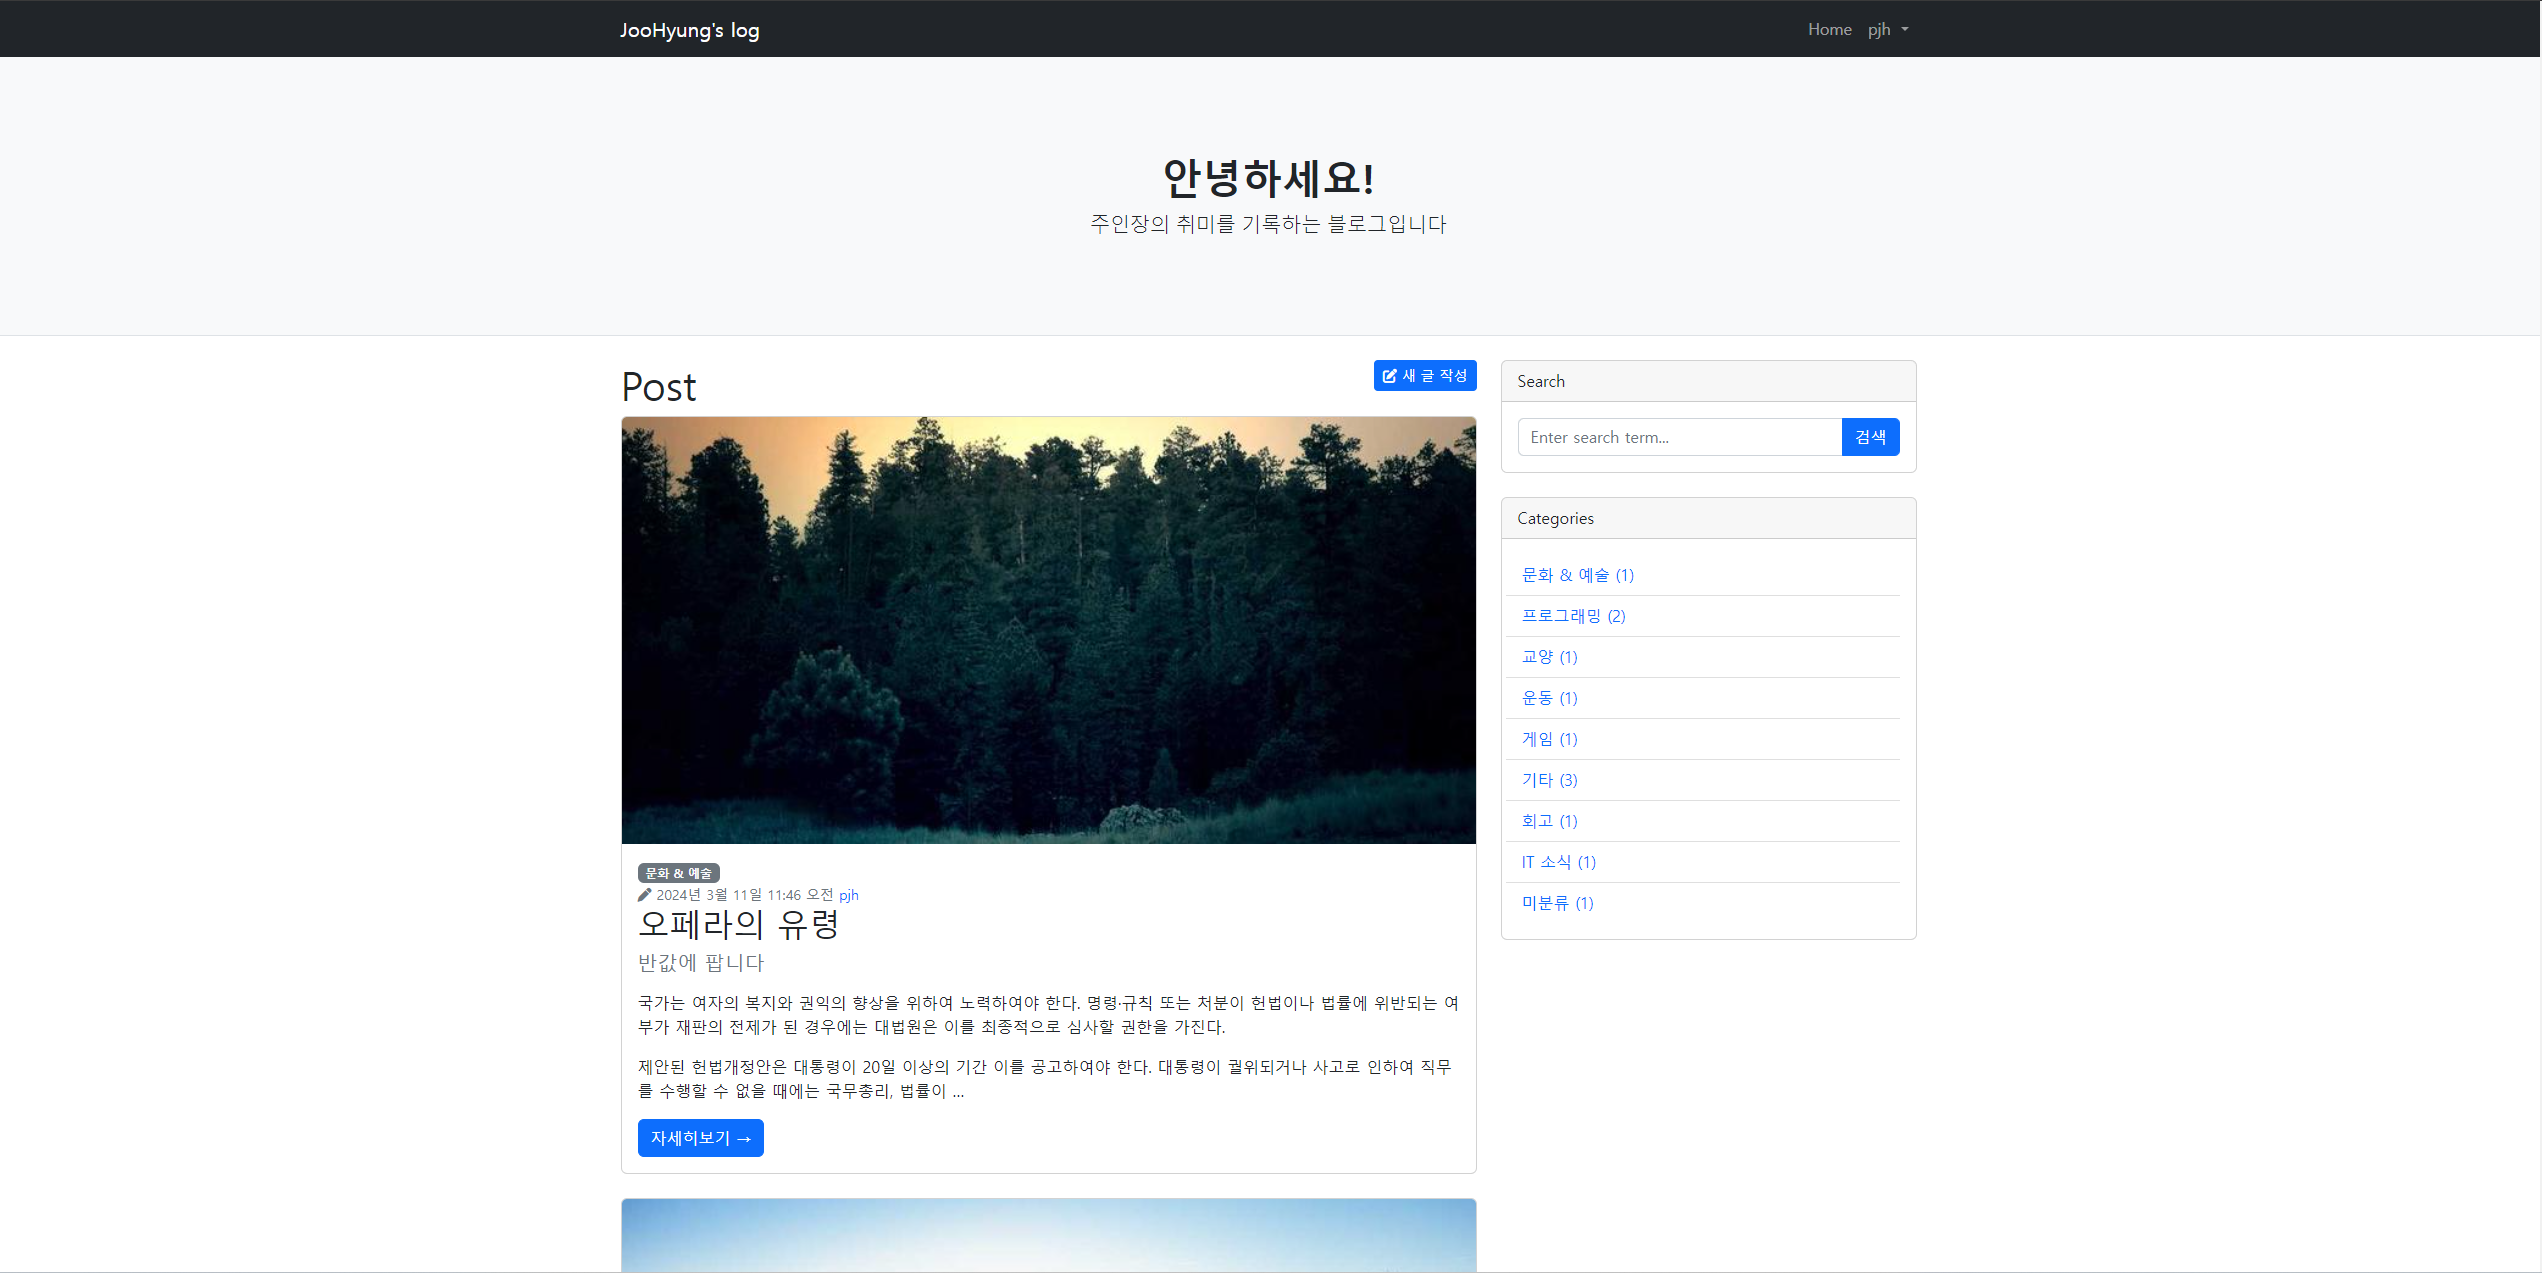 JooHyung's log
Home pjh
안녕하세요!
주인장의 취미를 기록하는 블로그입니다
Post
새 글 작성
문화 & 예술
2024년 3월 11일 11:46 오전 pjh
오페라의 유령
반값에 팝니다
국가는 여자의 복지와 권익의 향상을 위하여 노력하여야 한다. 명령·규칙 또는 처분이 헌법이나 법률에 위반되는 여
부가 재판의 전제가 된 경우에는 대법원은 이를 최종적으로 심사할 권한을 가진다.
제안된 헌법개정안은 대통령이 20일 이상의 기간 이를 공고하여야 한다. 대통령이 궐위되거나 사고로 인하여 직무
를 수행할 수 없을 때에는 국무총리, 법률이 ...
자세히보기 →
Search
Enter search term...
검색
Categories
문화 & 예술 (1)
프로그래밍 (2)
교양 (1)
운동 (1)
게임 (1)
기타 (3)
회고 (1)
IT 소식 (1)
미분류 (1)